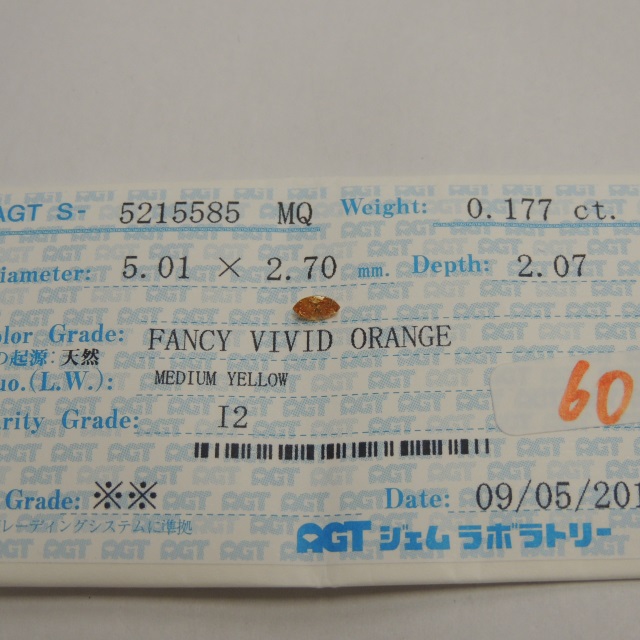 AGT S- 5215585 MQ Weight: 0.177 ct.
iameter: 5.01 × 2.70 mm. Depth: 2.07
olor Grade: FANCY VIVID ORANGE
の起源: 天然
uo.(L.W.): MEDIUM YELLOW
60
arity Grade: I2
Grade: ※※ Date: 09/05/201
レーディングシステムに準拠
AGT ジェム ラボラトリー